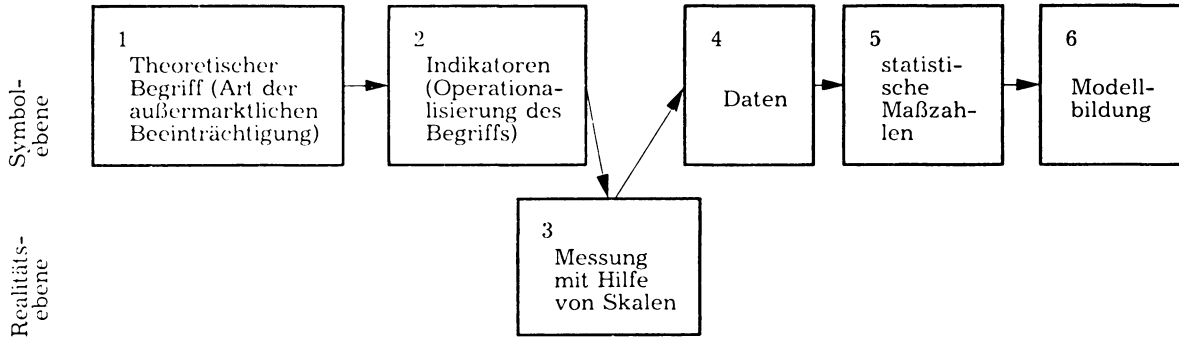 Symbol-
ebene
1
Theoretischer
Begriff (Art der
außermarktlichen
Beeinträchtigung)
2
Indikatoren
(Operationa-
lisierung des
Begriffs)
4
Daten
5
statisti-
sche
Maßzah-
len
6
Modell-
bildung
Realitäts-
ebene
3
Messung
mit Hilfe
von Skalen